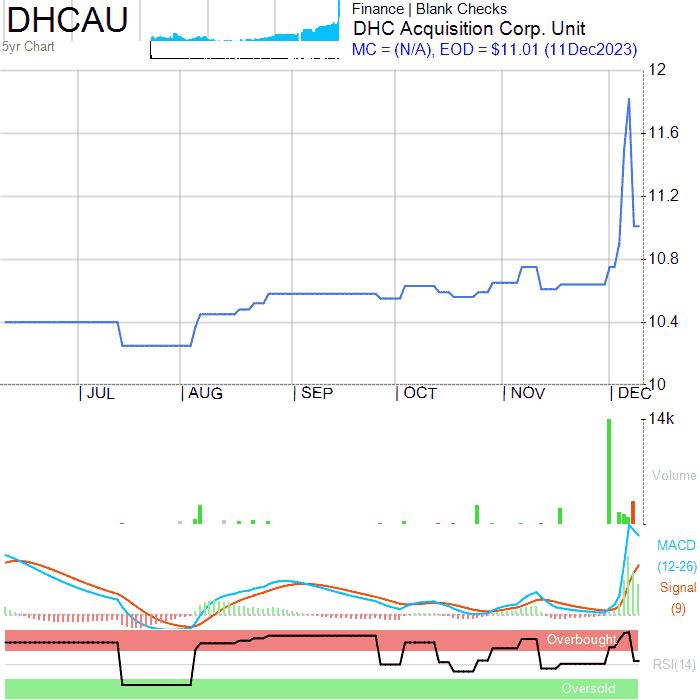 DHCAU
5yr Chart
Finance | Blank Checks
DHC Acquisition Corp. Unit
MC = (N/A), EOD = $11.01 (11Dec2023)
12
11.6
11.2
10.8
10.4
10
| JUL | AUG | SEP | OCT | NOV | DEC
14k
Volume
MACD
(12-26)
Signal
(9)
Overbought
RSI(14)
Oversold